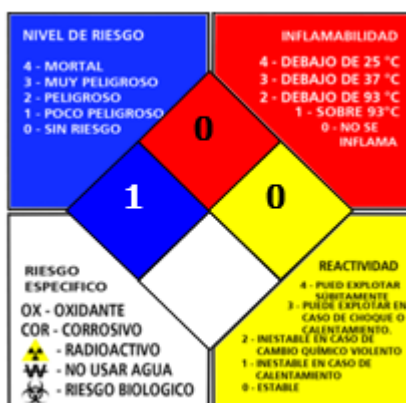 NIVEL DE RIESGO
4 - MORTAL
3 - MUY PELIGROSO
2 - PELIGROSO
1 - POCO PELIGROSO
0 - SIN RIESGO
INFLAMABILIDAD
4 - DEBAJO DE 25 °C
3 - DEBAJO DE 37 °C
2 - DEBAJO DE 93 °C
1 - SOBRE 93°C
0 - NO SE
INFLAMA
0
1
0
RIESGO
ESPECIFICO
OX - OXIDANTE
COR - CORROSIVO
- RADIOACTIVO
W - NO USAR AGUA
- RIESGO BIOLOGICO
REACTIVIDAD
4 - PUED EXPLOTAR
SÚBITAMENTE
3 - PUEDE EXPLOTAR EN
CASO DE CHOQUE O
CALENTAMIENTO.
2 - INESTABLE EN CASO DE
CAMBIO QUÍMICO VIOLENTO
1 - INESTABLE EN CASO DE
CALENTAMIENTO
0 - ESTABLE